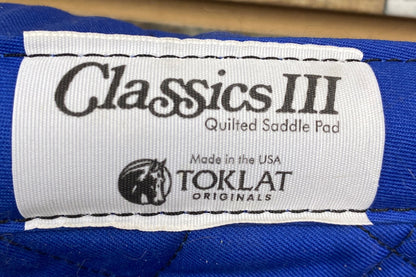 Classics III
Quilted Saddle Pad
Made in the USA
TOKLAT
ORIGINALS